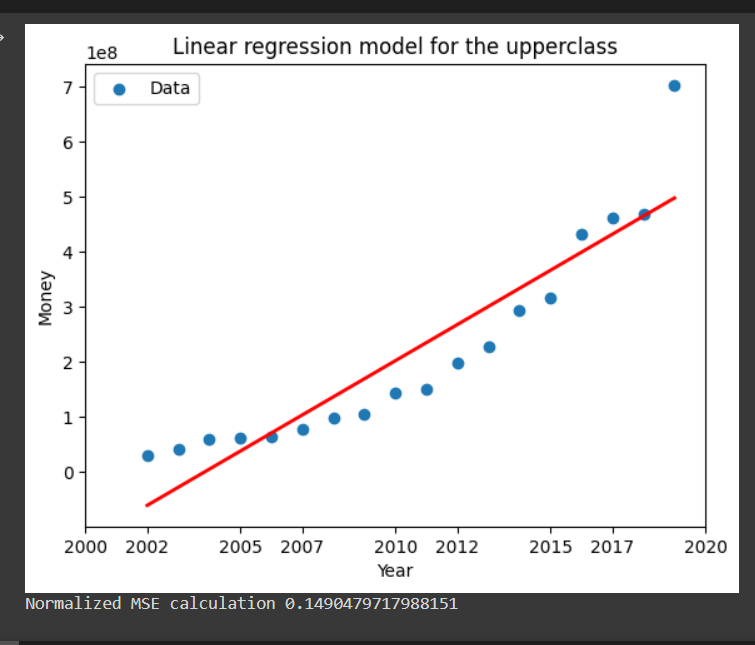 Linear regression model for the upperclass
1e8
Data
7
6
5
4
3
2
1
0
Money
2000 2002 2005 2007 2010 2012 2015 2017 2020
Year
Normalized MSE calculation 0.1490479717988151